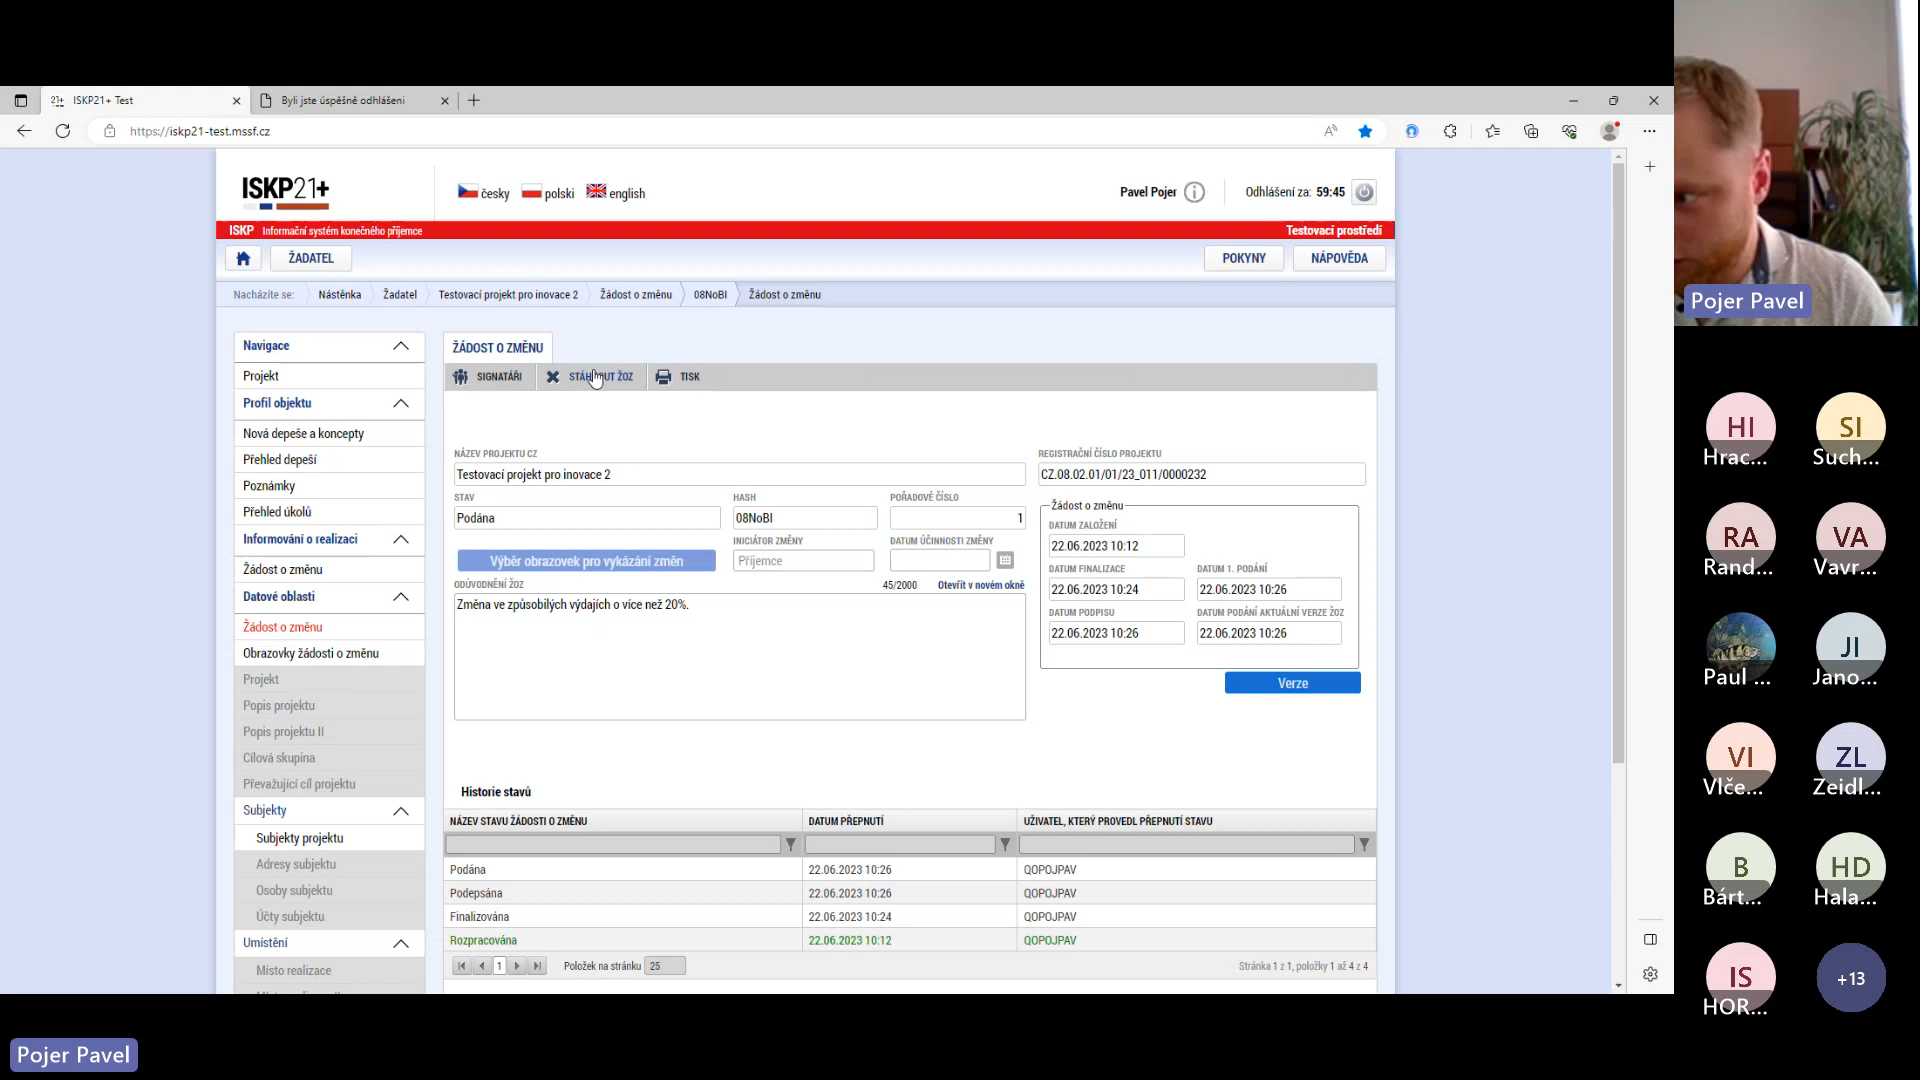 ISKP21+ Test
Byli jste úspěšně odhlášeni
https://iskp21-test.mssf.cz
ISKP21+
česky
polski
english
Pavel Pojer
Odhlášení za: 59:45
ISKP Informační systém konečného příjemce
Testovací prostředí
ŽADATEL
POKYNY
NÁPOVĚDA
Nacházíte se: Nástěnka Žadatel Testovací projekt pro inovace 2 Žádost o změnu 08NoBI Žádost o změnu
Navigace
Projekt
Profil objektu
Nová depeše a koncepty
Přehled depeší
Poznámky
Přehled úkolů
Informování o realizaci
Žádost o změnu
Datové oblasti
Žádost o změnu
Obrazovky žádosti o změnu
Projekt
Popis projektu
Popis projektu II
Cílová skupina
Převažující cíl projektu
Subjekty
Subjekty projektu
Adresy subjektu
Osoby subjektu
Účty subjektu
Umístění
Místo realizace
ŽÁDOST O ZMĚNU
SIGNATÁŘI
STÁHNOUT ŽOZ
TISK
NÁZEV PROJEKTU CZ
Testovací projekt pro inovace 2
REGISTRAČNÍ ČÍSLO PROJEKTU
CZ.08.02.01/01/23_011/0000232
STAV
Podána
HASH
08NoBI
POŘADOVÉ ČÍSLO
1
Výběr obrazovek pro vykázání změn
INICIÁTOR ZMĚNY
Příjemce
DATUM ÚČINNOSTI ZMĚNY
ODŮVODNĚNÍ ŽOZ
45/2000
Otevřít v novém okně
Změna ve způsobilých výdajích o více než 20%.
Žádost o změnu
DATUM ZALOŽENÍ
22.06.2023 10:12
DATUM FINALIZACE
22.06.2023 10:24
DATUM 1. PODÁNÍ
22.06.2023 10:26
DATUM PODPISU
22.06.2023 10:26
DATUM PODÁNÍ AKTUÁLNÍ VERZE ŽOZ
22.06.2023 10:26
Verze
Historie stavů
NÁZEV STAVU ŽÁDOSTI O ZMĚNU
DATUM PŘEPNUTÍ
UŽIVATEL, KTERÝ PROVEDL PŘEPNUTÍ STAVU
Podána 22.06.2023 10:26 QOPOJPAV
Podepsána 22.06.2023 10:26 QOPOJPAV
Finalizována 22.06.2023 10:24 QOPOJPAV
Rozpracována 22.06.2023 10:12 QOPOJPAV
1
Položek na stránku 25
Stránka 1 z 1, položky 1 až 4 z 4
Pojer Pavel
HI
Hrac...
SI
Such...
RA
Rand...
VA
Vavr...
Paul ...
JI
Jano...
VI
Vlče...
ZL
Zeidl...
B
Bárt...
HD
Hala...
IS
HOR...
+13
Pojer Pavel